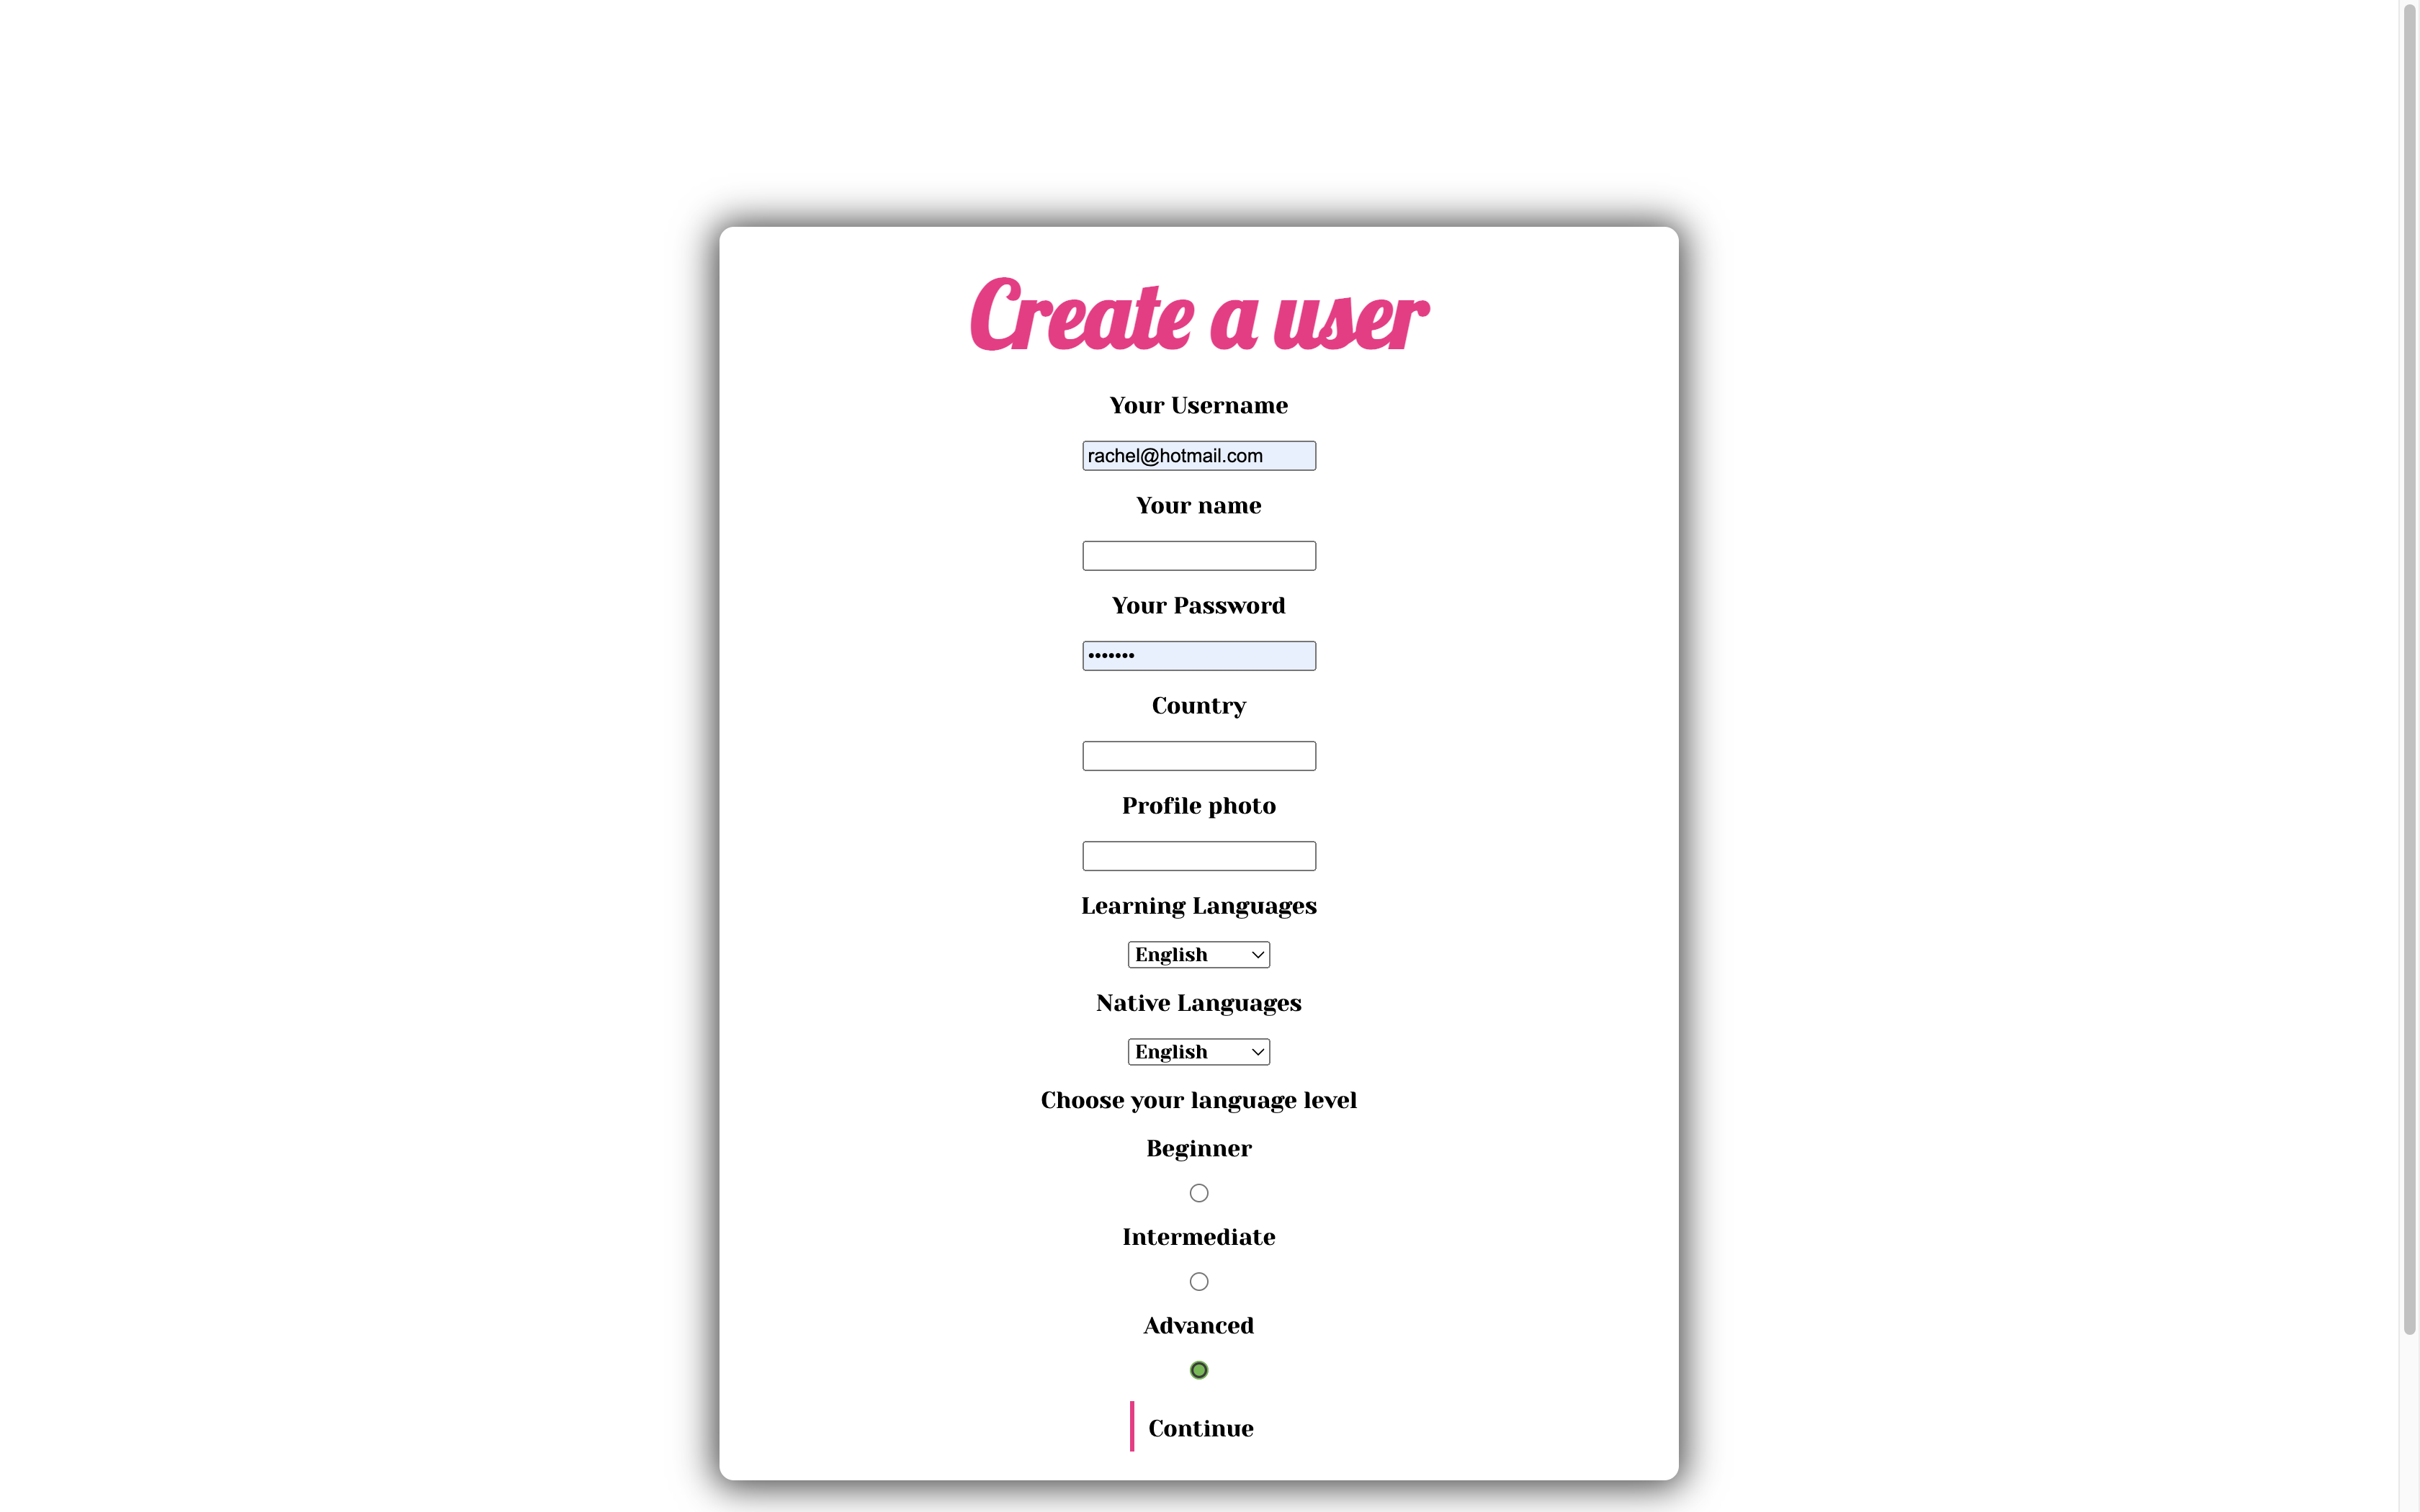 Create a user
Your Username
rachel@hotmail.com
Your name
Your Password
•••••••
Country
Profile photo
Learning Languages
English
Native Languages
English
Choose your language level
Beginner
Intermediate
Advanced
Continue